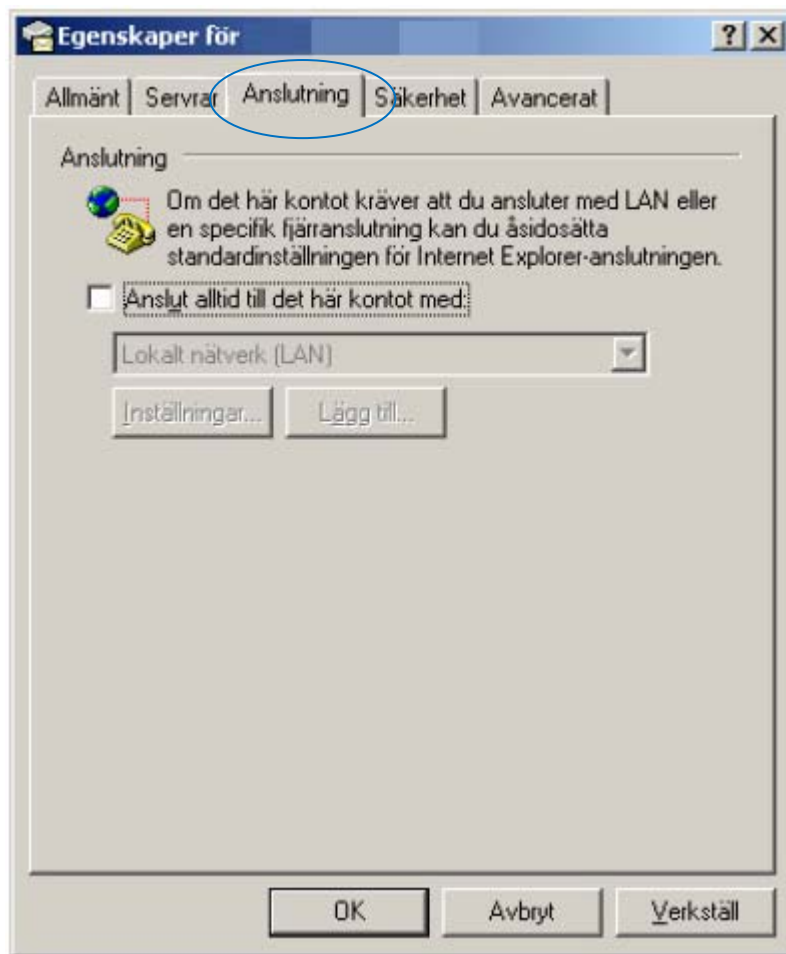 Egenskaper för
Allmänt Servrar Anslutning Säkerhet Avancerat
Anslutning
Om det här kontot kräver att du ansluter med LAN eller
en specifik fjärranslutning kan du åsidosätta
standardinställningen för Internet Explorer-anslutningen.
Anslut alltid till det här kontot med:
Lokalt nätverk (LAN)
Inställningar... Lägg till...
OK Avbryt Verkställ